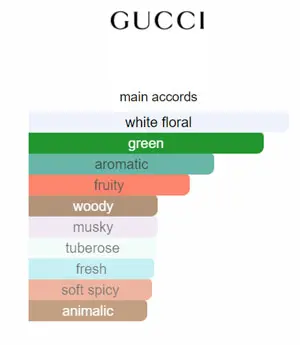 GUCCI
main accords
white floral
green
aromatic
fruity
woody
musky
tuberose
fresh
soft spicy
animalic